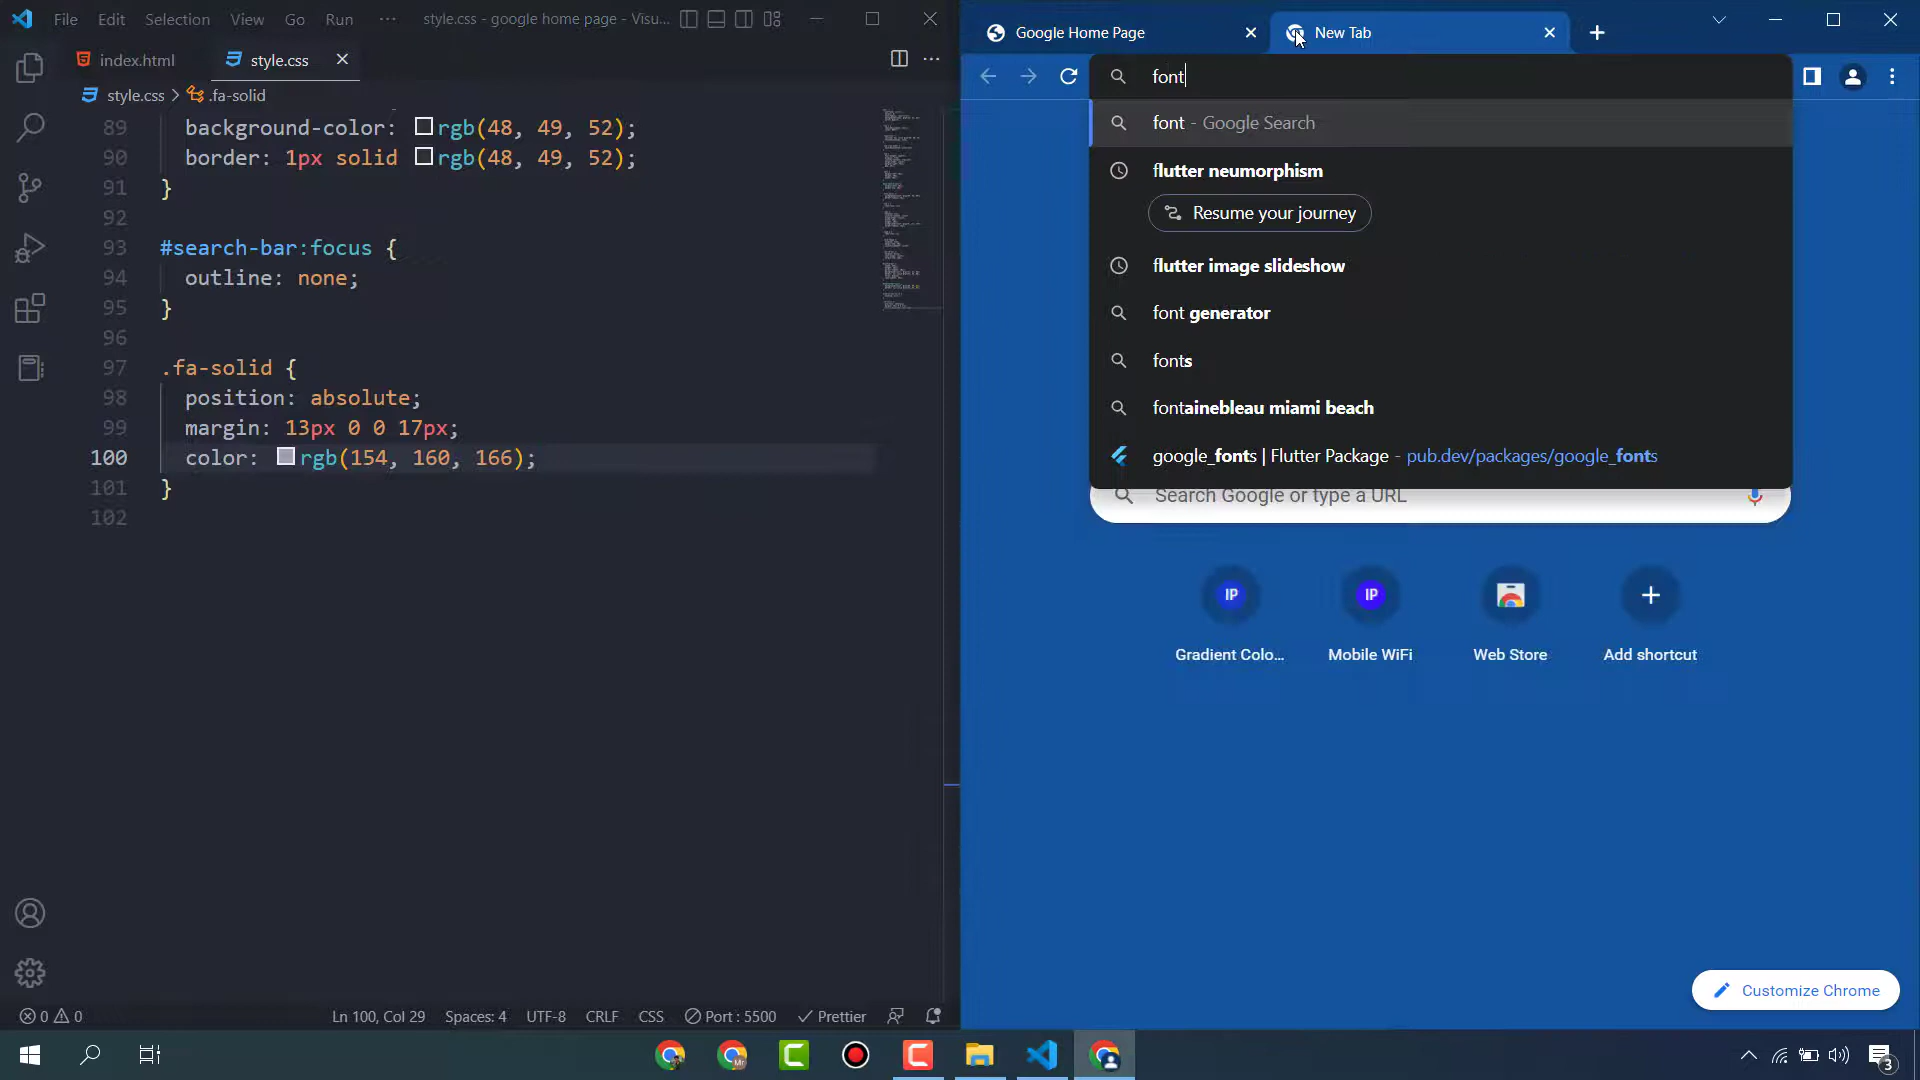 File Edit Selection View Go Run ··· style.css - google home page - Visu...
index.html style.css
style.css > .fa-solid
89 background-color: rgb(48, 49, 52);
90 border: 1px solid rgb(48, 49, 52);
91 }
92
93 #search-bar:focus {
94 outline: none;
95 }
96
97 .fa-solid {
98 position: absolute;
99 margin: 13px 0 0 17px;
100 color: rgb(154, 160, 166);
101 }
102
0 0 Ln 100, Col 29 Spaces: 4 UTF-8 CRLF CSS Port : 5500 Prettier
Google Home Page New Tab
font
font - Google Search
flutter neumorphism
Resume your journey
flutter image slideshow
font generator
fonts
fontainebleau miami beach
google_fonts | Flutter Package - pub.dev/packages/google_fonts
Search Google or type a URL
IP IP
Gradient Colo... Mobile WiFi Web Store Add shortcut
Customize Chrome
3